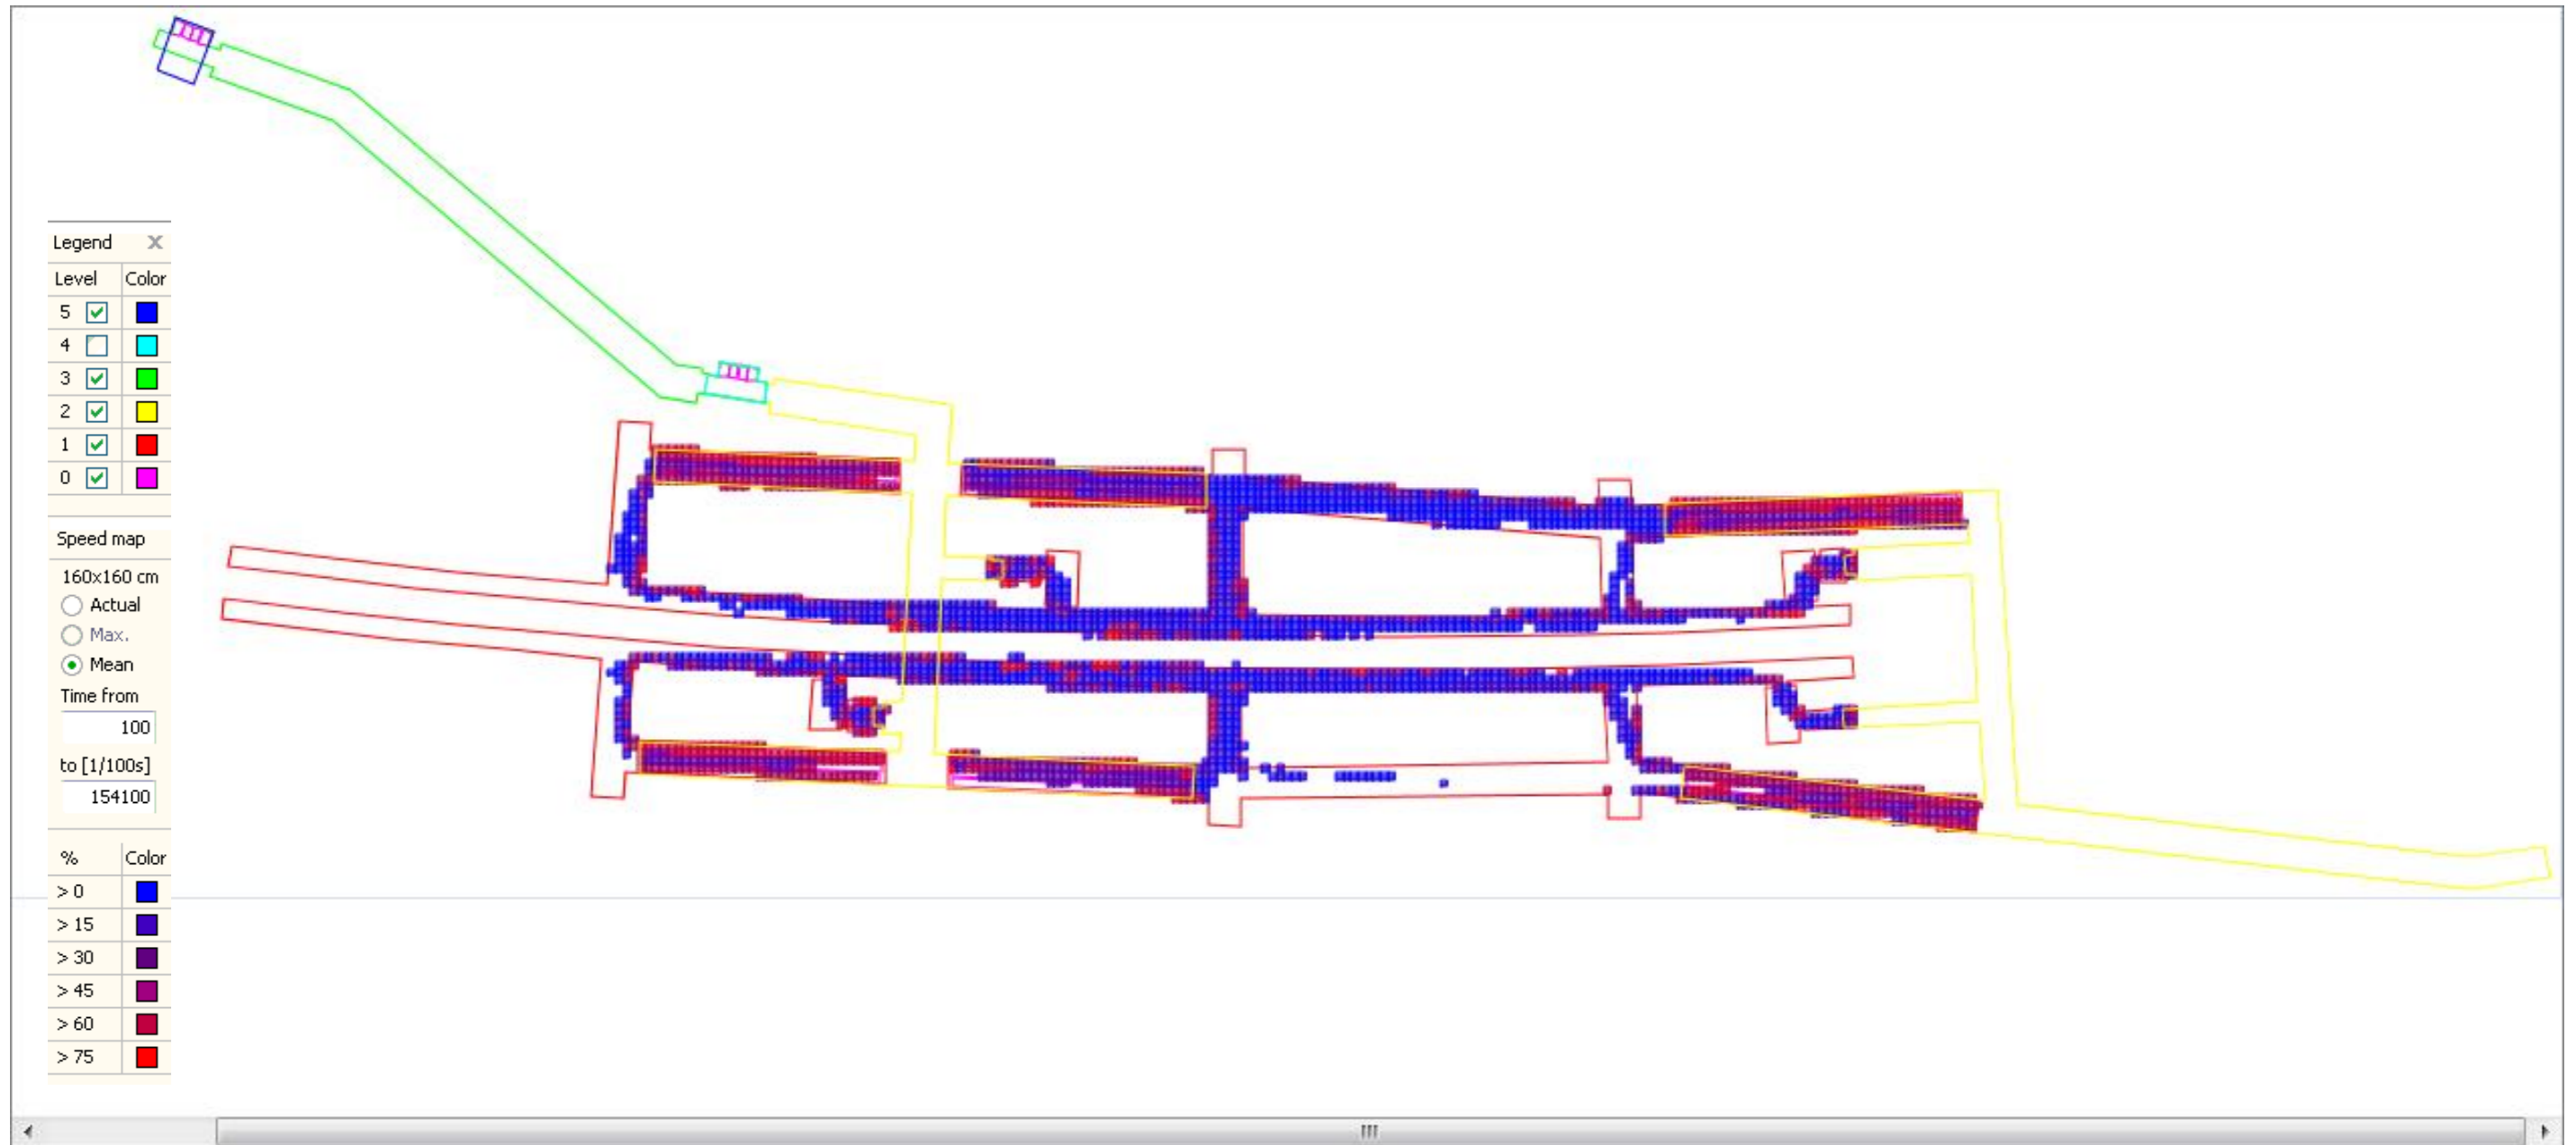 Legend
Level Color
5
4
3
2
1
0
Speed map
160x160 cm
Actual
Max.
Mean
Time from
100
to [1/100s]
154100
% Color
> 0
> 15
> 30
> 45
> 60
> 75